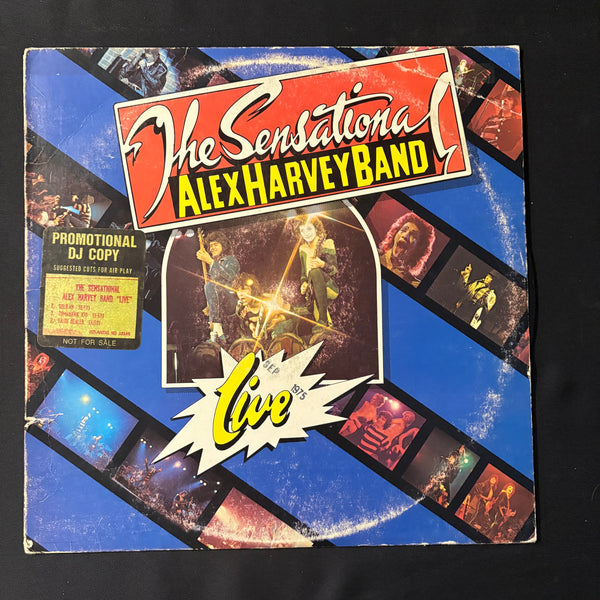 The Sensational
ALEX HARVEY BAND
PROMOTIONAL
DJ COPY
SUGGESTED CUTS FOR AIR PLAY
THE SENSATIONAL
ALEX HARVEY BAND "LIVE"
NOT FOR SALE
Live
SEP 1975